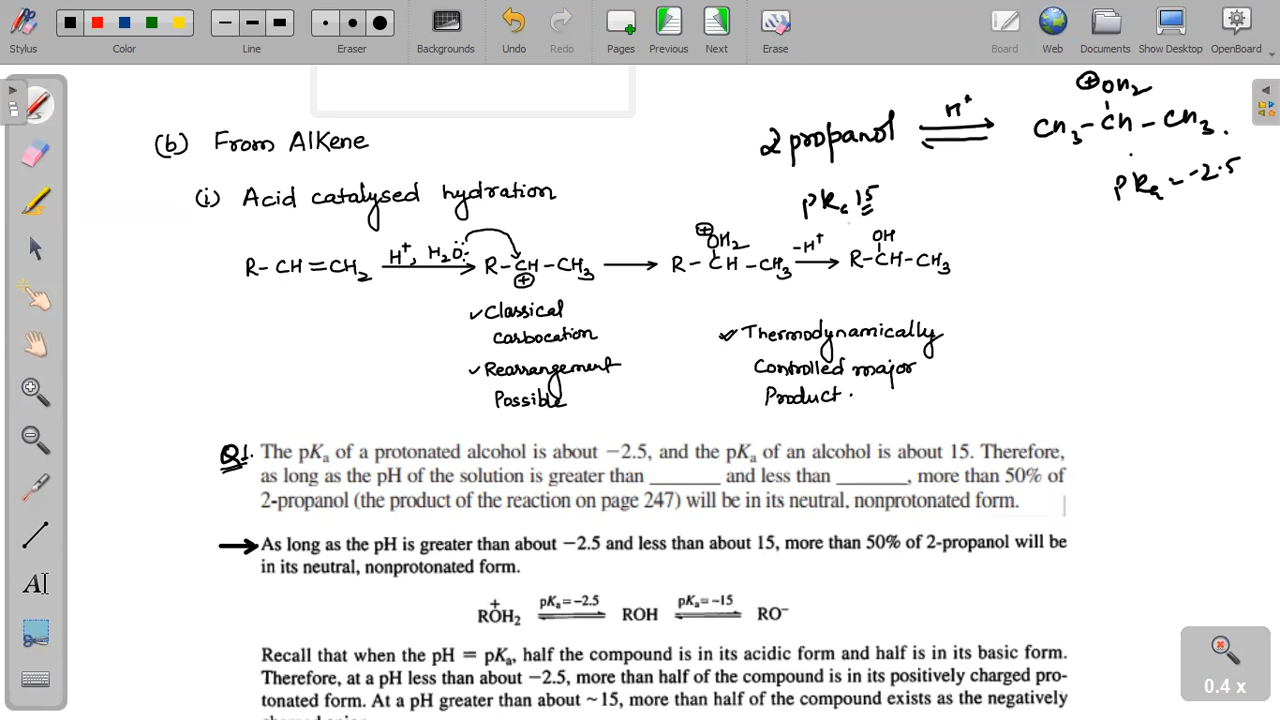 Stylus
Color
Line
Eraser
Backgrounds
Undo
Redo
Pages
Previous
Next
Erase
Board
Web
Documents
Show Desktop
OpenBoard
(b) From Alkene
2 propanol ⇌ H⁺
⊕OH₂
CH₃-CH-CH₃.
pKa 15
pKa = -2.5
(i) Acid catalysed hydration
R-CH=CH₂ H⁺, H₂Ö: R-CH-CH₃ ⊕ → R-CH-CH₃ ⊕OH₂ -H⁺ → R-CH-CH₃ OH
✓Classical
carbocation
✓Rearrangement
Possible
✓Thermodynamically
Controlled major
Product.
Q1. The pKa of a protonated alcohol is about −2.5, and the pKa of an alcohol is about 15. Therefore,
as long as the pH of the solution is greater than _______ and less than _______, more than 50% of
2-propanol (the product of the reaction on page 247) will be in its neutral, nonprotonated form.
→ As long as the pH is greater than about −2.5 and less than about 15, more than 50% of 2-propanol will be
in its neutral, nonprotonated form.
ROH₂⁺ pKa = −2.5 ⇌ ROH pKa = ~15 ⇌ RO⁻
Recall that when the pH = pKa, half the compound is in its acidic form and half is in its basic form.
Therefore, at a pH less than about −2.5, more than half of the compound is in its positively charged pro-
tonated form. At a pH greater than about ~15, more than half of the compound exists as the negatively
0.4 x